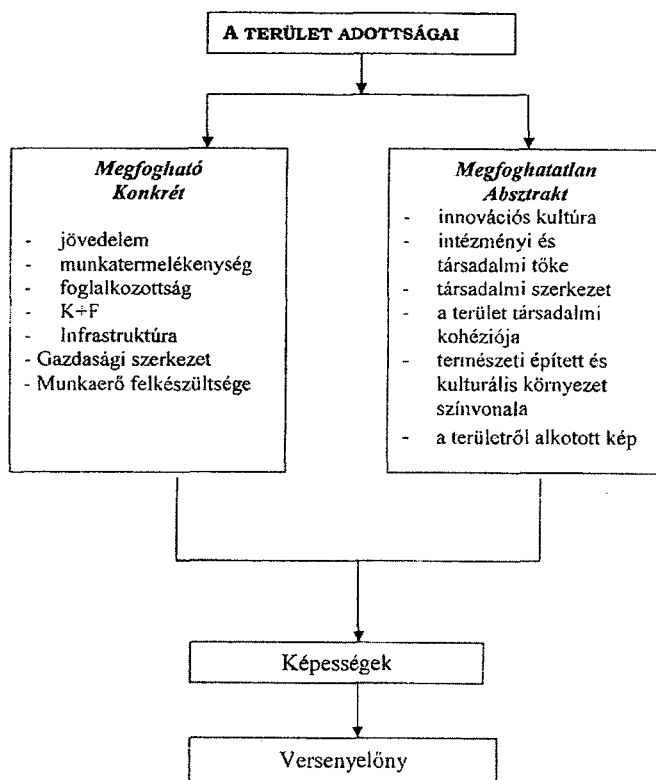 A TERÜLET ADOTTSÁGAI
Megfogható
Konkrét
- jövedelem
- munkatermelékenység
- foglalkozottság
- K+F
- Infrastruktúra
- Gazdasági szerkezet
- Munkaerő felkészültsége
Megfoghatatlan
Absztrakt
- innovációs kultúra
- intézményi és
társadalmi tőke
- társadalmi szerkezet
- a terület társadalmi
kohéziója
- természeti épített és
kulturális környezet
színvonala
- a területről alkotott kép
Képességek
Versenyelőny